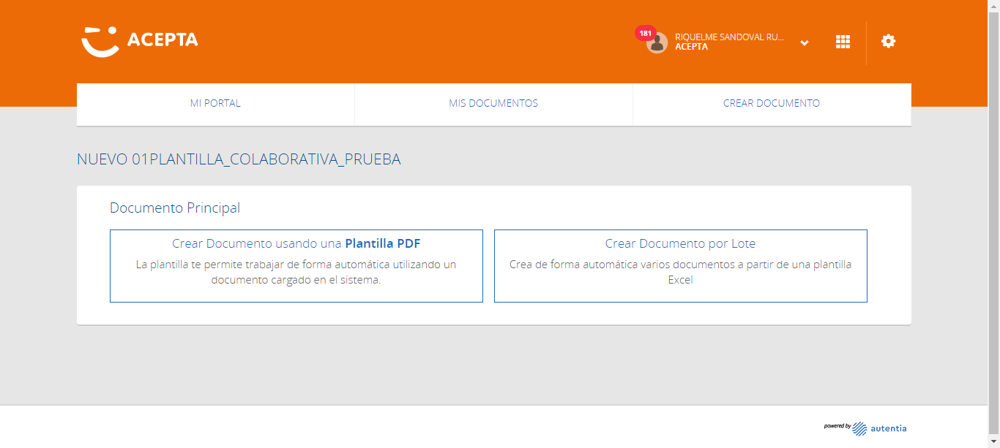 ACEPTA
181
RIQUELME SANDOVAL RU...
ACEPTA
MI PORTAL
MIS DOCUMENTOS
CREAR DOCUMENTO
NUEVO 01PLANTILLA_COLABORATIVA_PRUEBA
Documento Principal
Crear Documento usando una Plantilla PDF
La plantilla te permite trabajar de forma automática utilizando un
documento cargado en el sistema.
Crear Documento por Lote
Crea de forma automática varios documentos a partir de una plantilla
Excel
powered by autentia